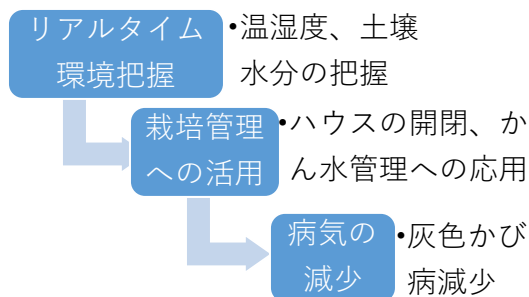 リアルタイム
環境把握
•温湿度、土壌
水分の把握
栽培管理
への活用
•ハウスの開閉、か
ん水管理への応用
病気の
減少
•灰色かび
病減少